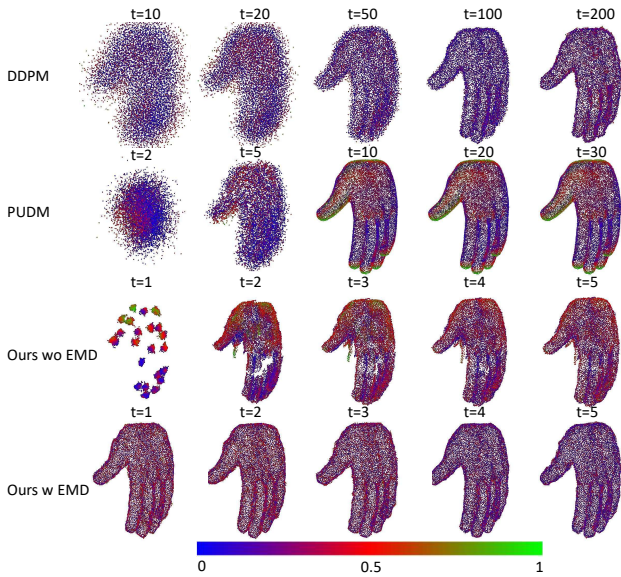 t=10 t=20 t=50 t=100 t=200
DDPM
t=2 t=5 t=10 t=20 t=30
PUDM
t=1 t=2 t=3 t=4 t=5
Ours wo EMD
t=1 t=2 t=3 t=4 t=5
Ours w EMD
0 0.5 1